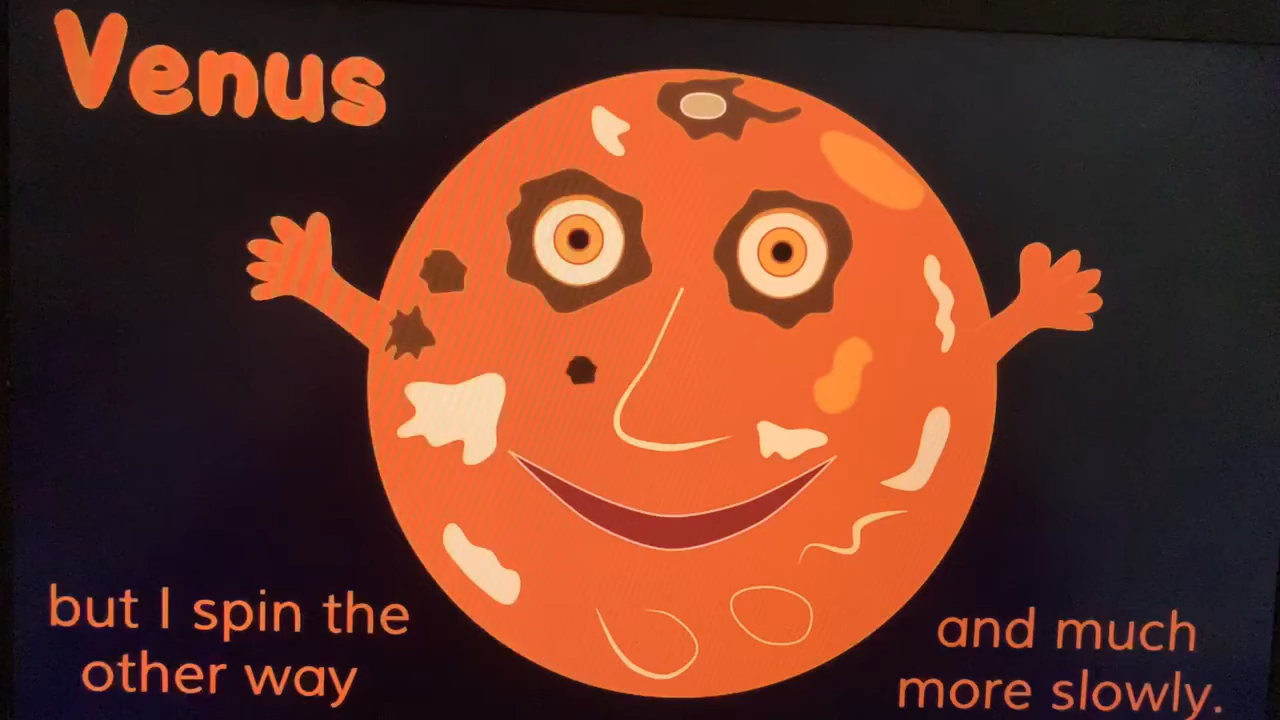 Venus
but I spin the
other way
and much
more slowly.